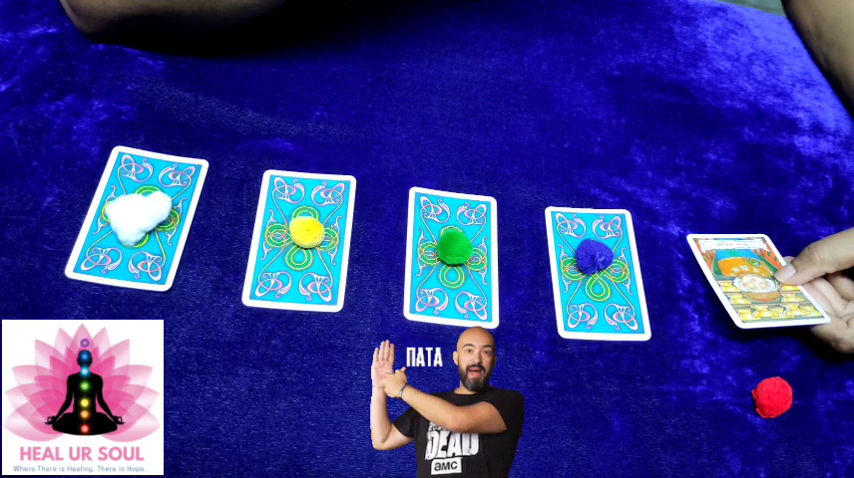 ΠΑΤΑ
DEAD
AMC
HEAL UR SOUL
Where There is Healing, There is Hope.